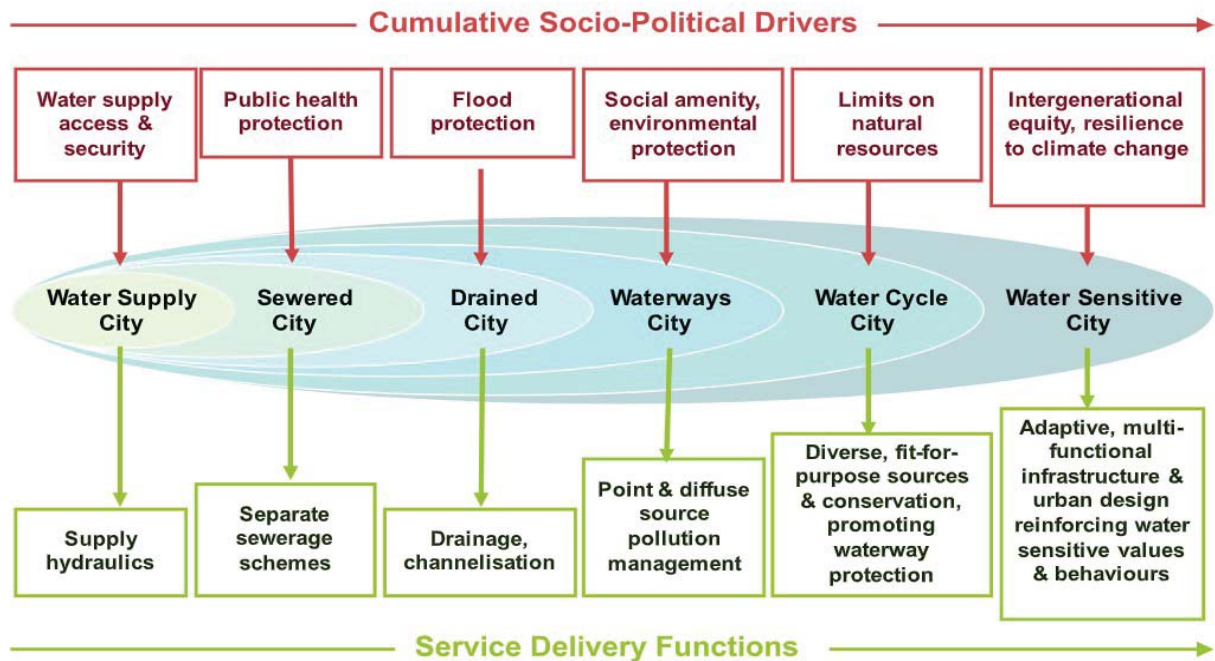 Cumulative Socio-Political Drivers
Water supply
access &
security
Public health
protection
Flood
protection
Social amenity,
environmental
protection
Limits on
natural
resources
Intergenerational
equity, resilience
to climate change
Water Supply
City
Sewered
City
Drained
City
Waterways
City
Water Cycle
City
Water Sensitive
City
Supply
hydraulics
Separate
sewerage
schemes
Drainage,
channelisation
Point & diffuse
source
pollution
management
Diverse, fit-for-
purpose sources
& conservation,
promoting
waterway
protection
Adaptive, multi-
functional
infrastructure &
urban design
reinforcing water
sensitive values
& behaviours
Service Delivery Functions